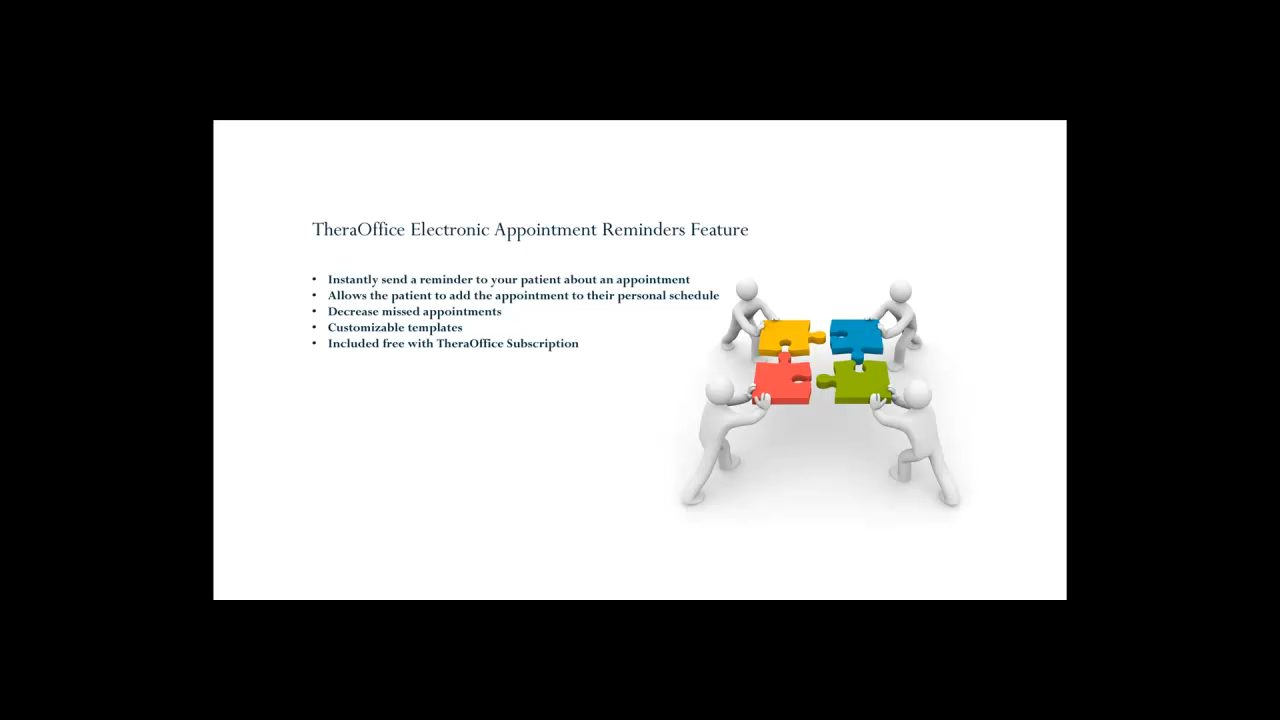 TheraOffice Electronic Appointment Reminders Feature
• Instantly send a reminder to your patient about an appointment
• Allows the patient to add the appointment to their personal schedule
• Decrease missed appointments
• Customizable templates
• Included free with TheraOffice Subscription